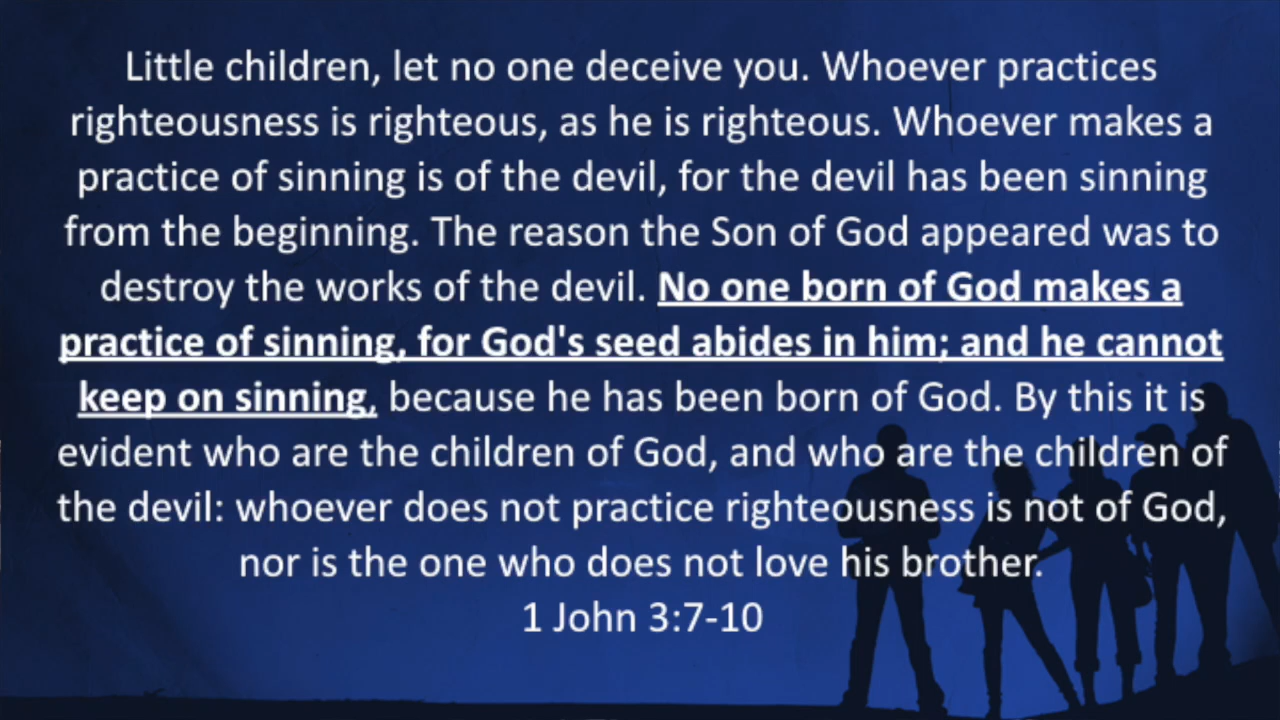 Little children, let no one deceive you. Whoever practices
righteousness is righteous, as he is righteous. Whoever makes a
practice of sinning is of the devil, for the devil has been sinning
from the beginning. The reason the Son of God appeared was to
destroy the works of the devil. No one born of God makes a
practice of sinning, for God's seed abides in him; and he cannot
keep on sinning, because he has been born of God. By this it is
evident who are the children of God, and who are the children of
the devil: whoever does not practice righteousness is not of God,
nor is the one who does not love his brother.
1 John 3:7-10